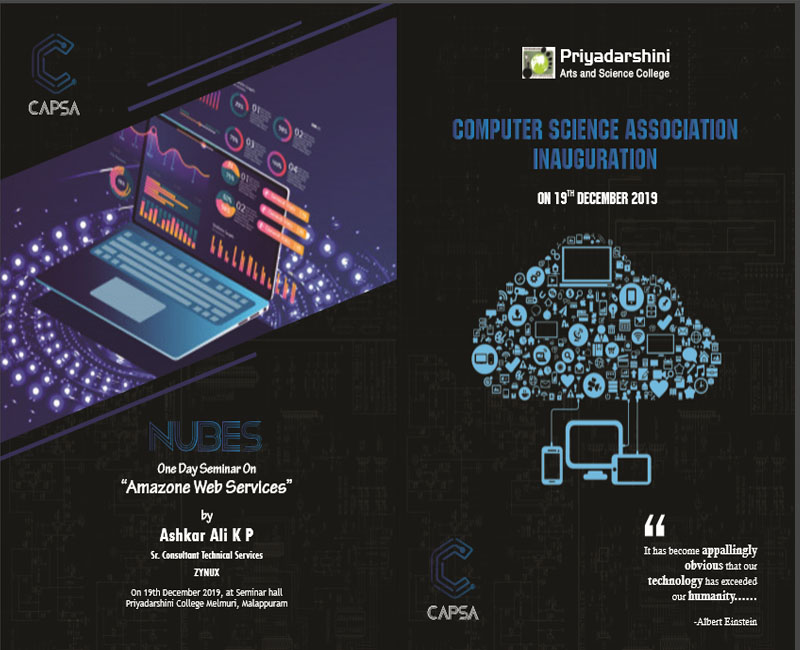 CAPSA
NUBES
One Day Seminar On
“Amazone Web Services”
by
Ashkar Ali K P
Sr. Consultant Technical Services
ZYNUX
On 19th December 2019, at Seminar hall
Priyadarshini College Melmuri, Malappuram
Priyadarshini
Arts and Science College
COMPUTER SCIENCE ASSOCIATION
INAUGURATION
ON 19TH DECEMBER 2019
“
It has become appallingly
obvious that our
technology has exceeded
our humanity......
-Albert Einstein
CAPSA